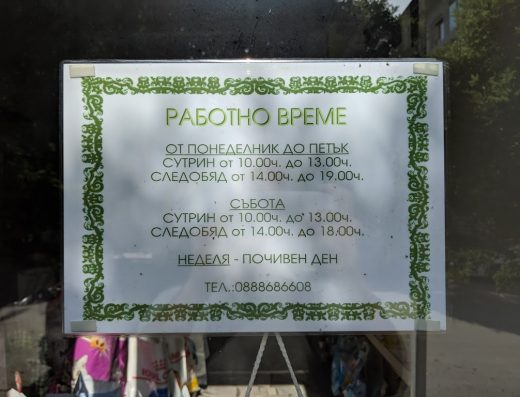 РАБОТНО ВРЕМЕ
ОТ ПОНЕДЕЛНИК ДО ПЕТЪК
СУТРИН от 10.00ч. до 13.00ч.
СЛЕДОБЯД от 14.00ч. до 19.00ч.
СЪБОТА
СУТРИН от 10.00ч. до 13.00ч.
СЛЕДОБЯД от 14.00ч. до 18.00ч.
НЕДЕЛЯ - ПОЧИВЕН ДЕН
ТЕЛ.:0888686608